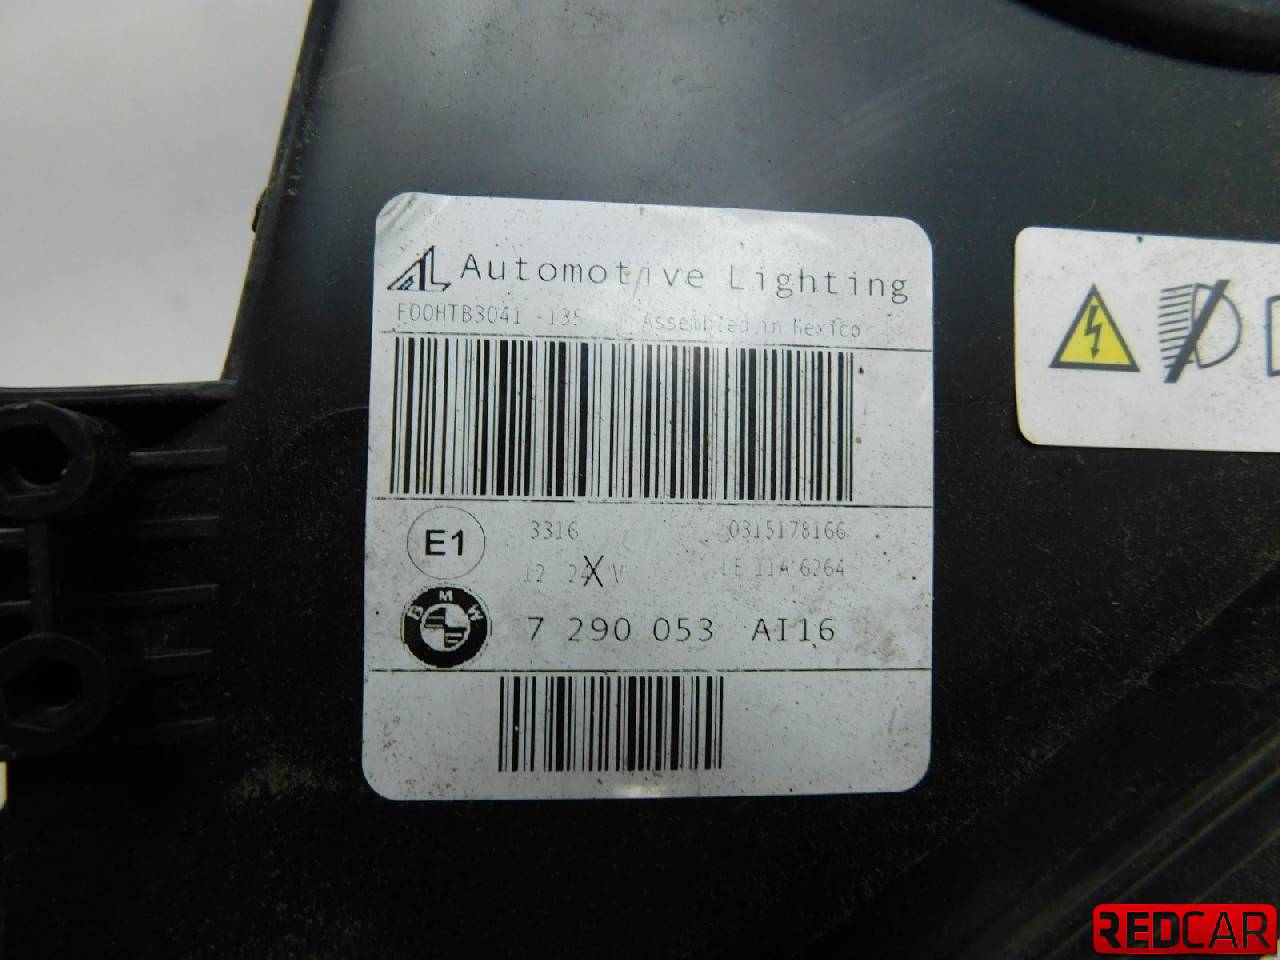 AL Automotive Lighting
F00HTB3041 -135 Assembled in Mexico
E1
3316 0315178166
12 24 V LE 11A 6264
BMW
7 290 053 AI16
REDCAR